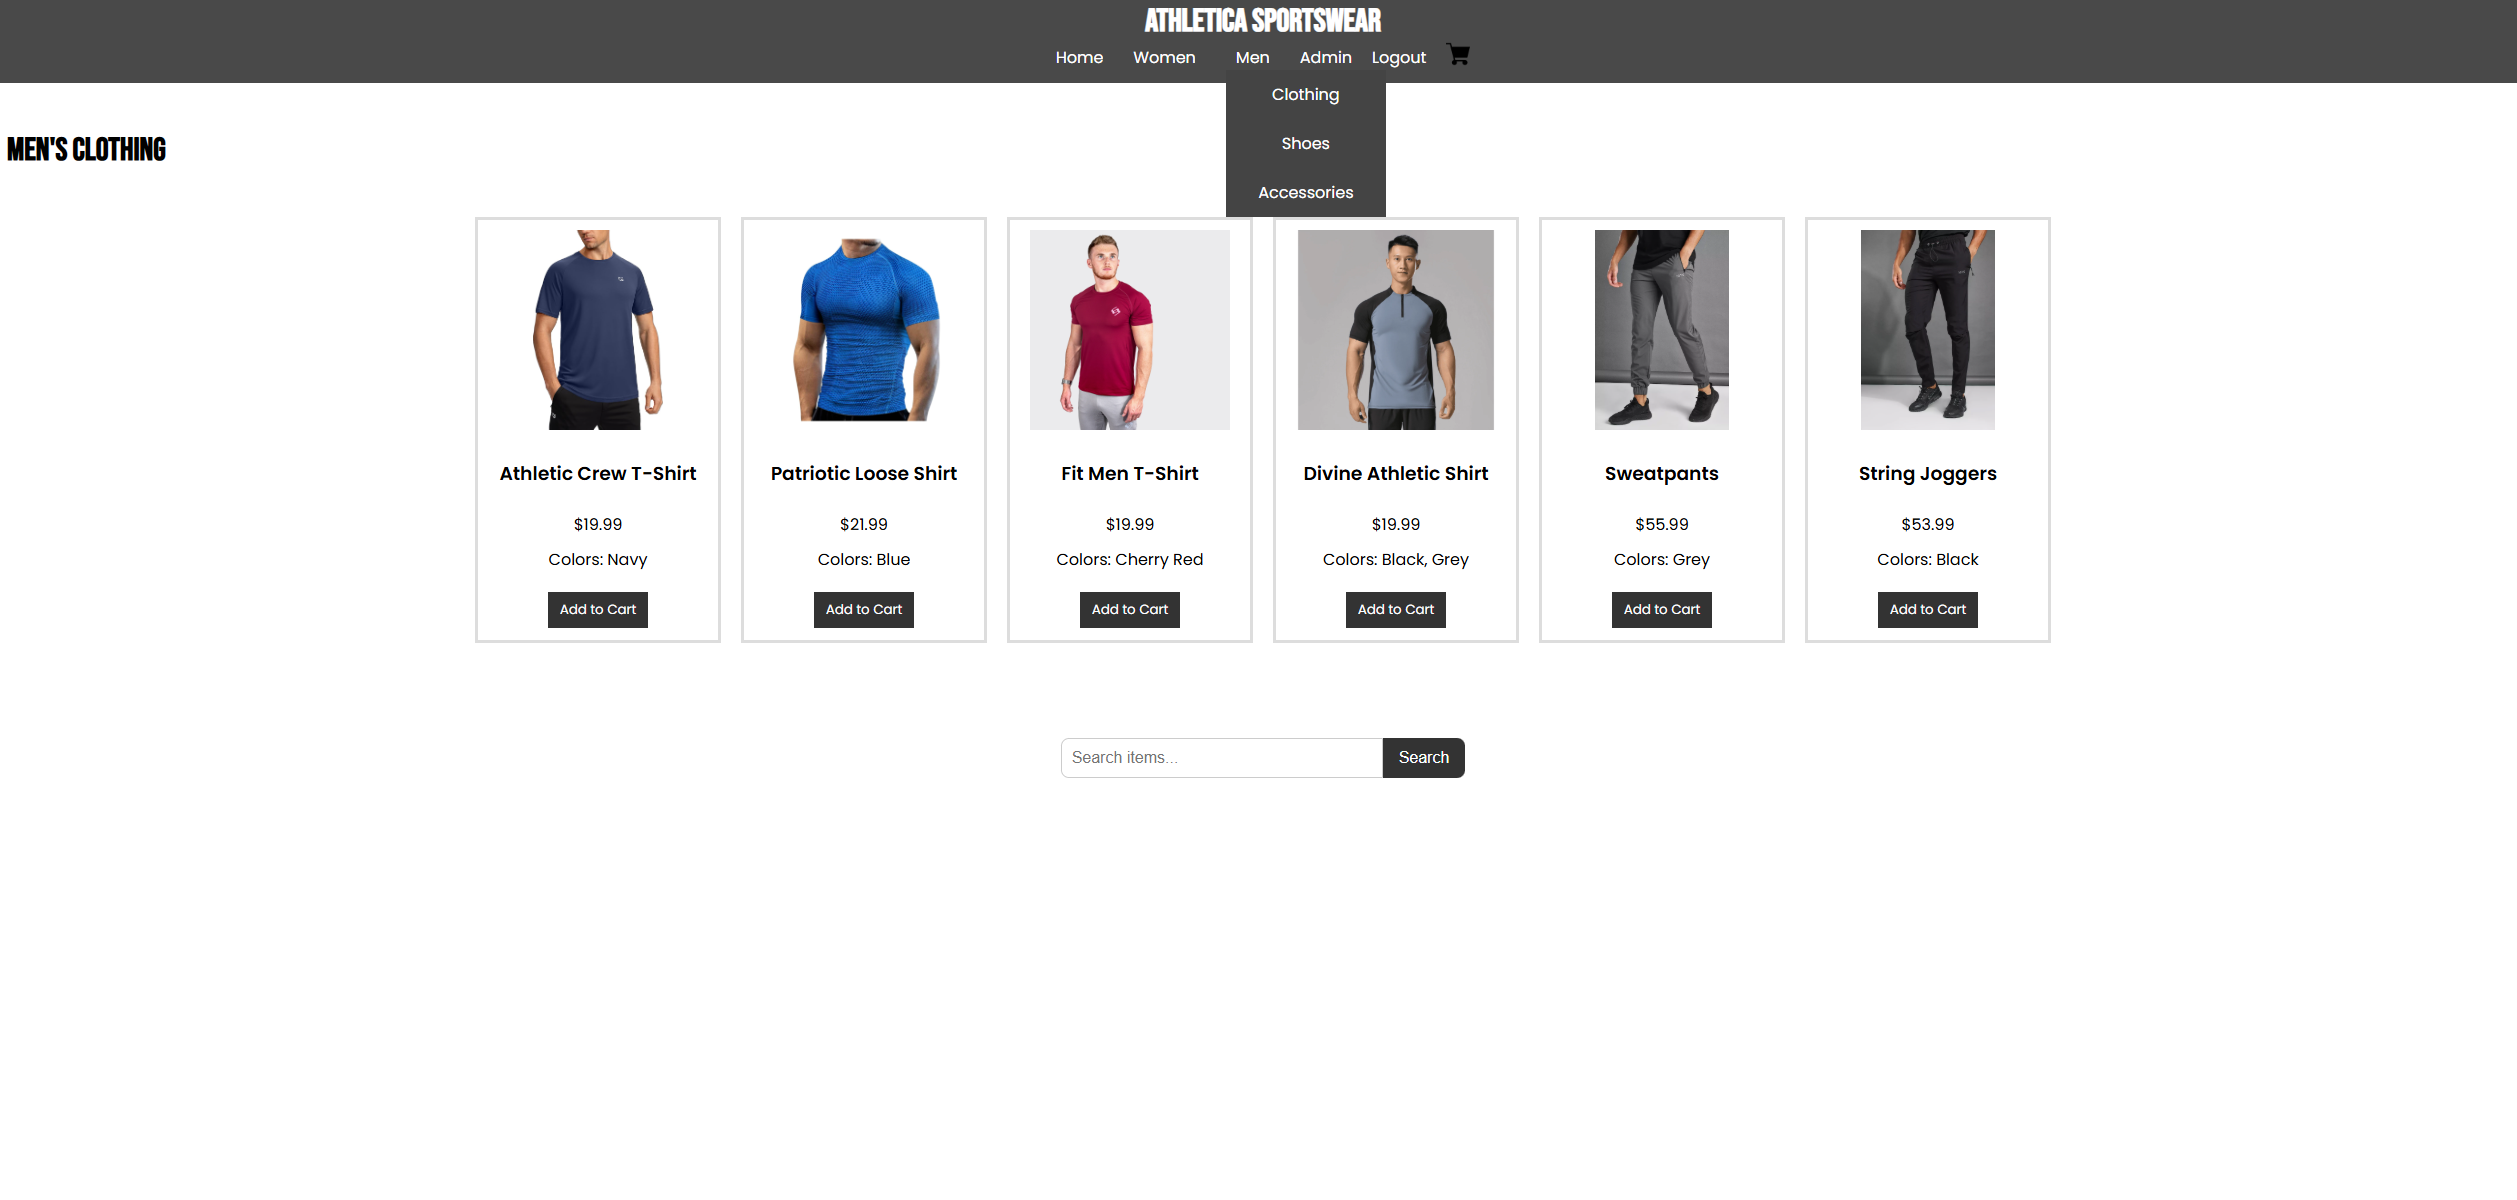 ATHLETICA SPORTSWEAR
Home Women Men Admin Logout
Clothing
Shoes
Accessories
MEN'S CLOTHING
Athletic Crew T-Shirt
$19.99
Colors: Navy
Add to Cart
Patriotic Loose Shirt
$21.99
Colors: Blue
Add to Cart
Fit Men T-Shirt
$19.99
Colors: Cherry Red
Add to Cart
Divine Athletic Shirt
$19.99
Colors: Black, Grey
Add to Cart
Sweatpants
$55.99
Colors: Grey
Add to Cart
String Joggers
$53.99
Colors: Black
Add to Cart
Search items... Search